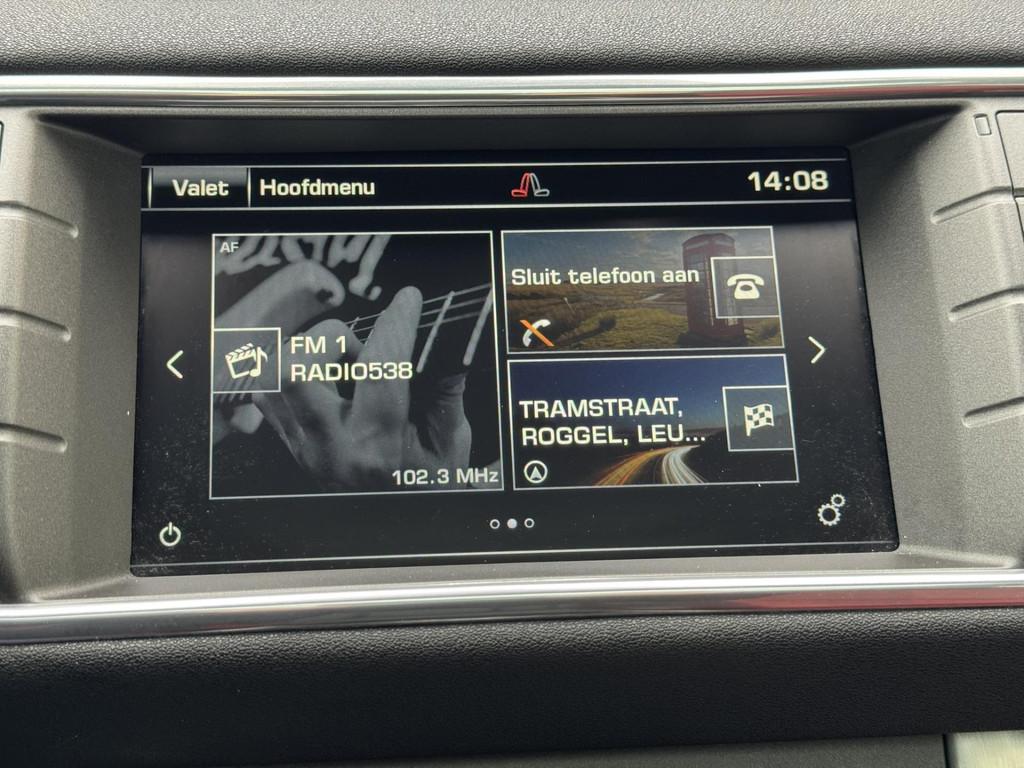 Valet
Hoofdmenu
14:08
AF
FM 1
RADIO538
102.3 MHz
Sluit telefoon aan
TRAMSTRAAT,
ROGGEL, LEU...